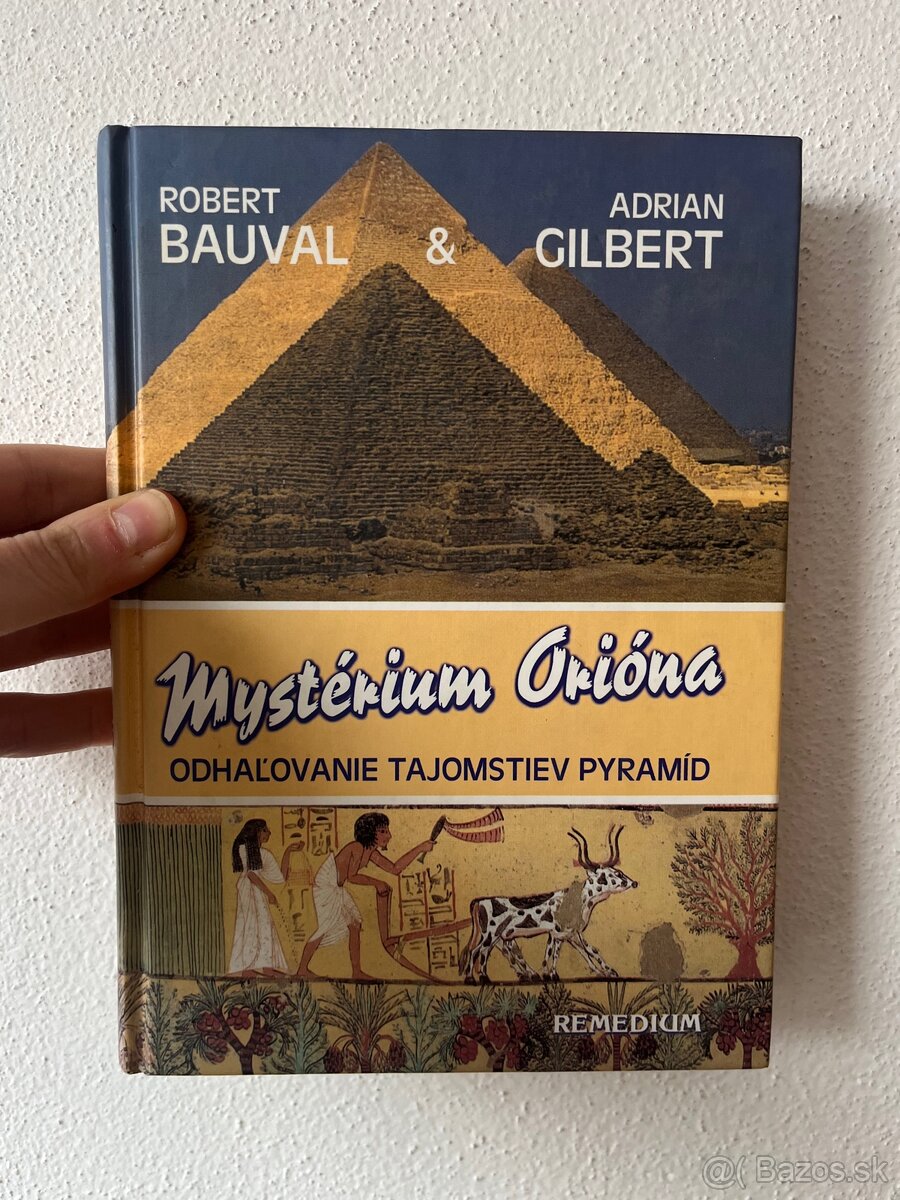 ROBERT
BAUVAL
&
ADRIAN
GILBERT
Mystérium Orióna
ODHAĽOVANIE TAJOMSTIEV PYRAMÍD
REMEDIUM
@( Bazos.sk